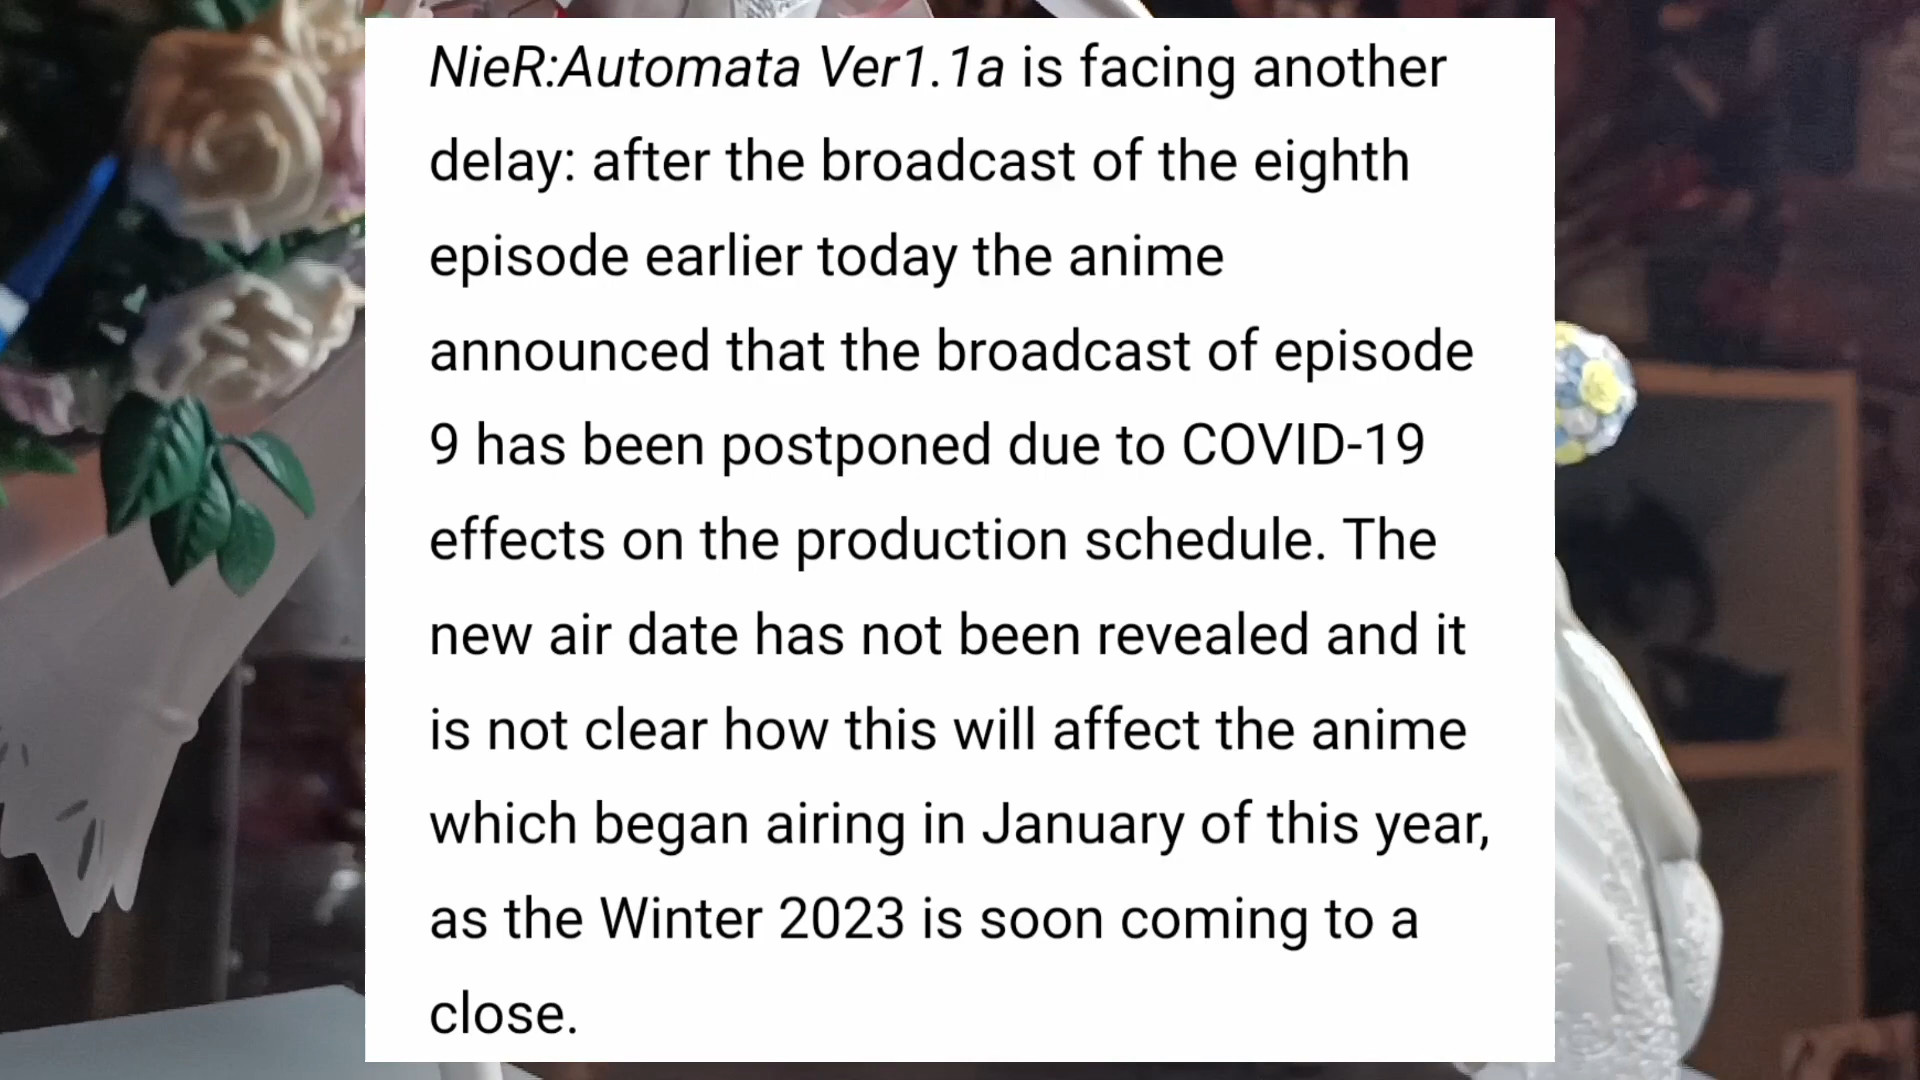 NieR:Automata Ver1.1a is facing another
delay: after the broadcast of the eighth
episode earlier today the anime
announced that the broadcast of episode
9 has been postponed due to COVID-19
effects on the production schedule. The
new air date has not been revealed and it
is not clear how this will affect the anime
which began airing in January of this year,
as the Winter 2023 is soon coming to a
close.